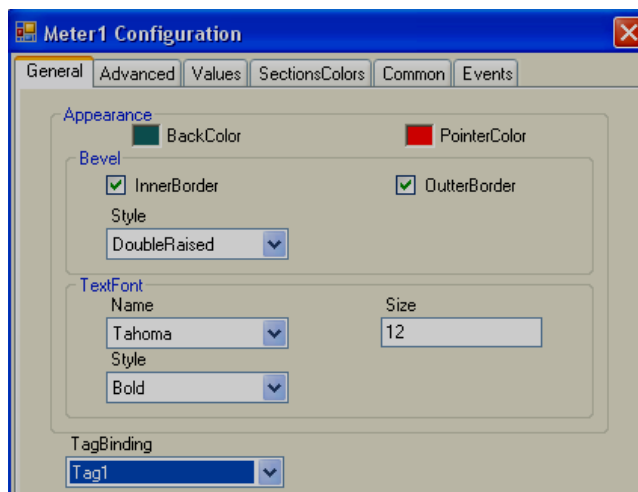 Meter1 Configuration
General Advanced Values SectionsColors Common Events
Appearance
BackColor PointerColor
Bevel
InnerBorder OutterBorder
Style
DoubleRaised
TextFont
Name Size
Tahoma 12
Style
Bold
TagBinding
Tag1